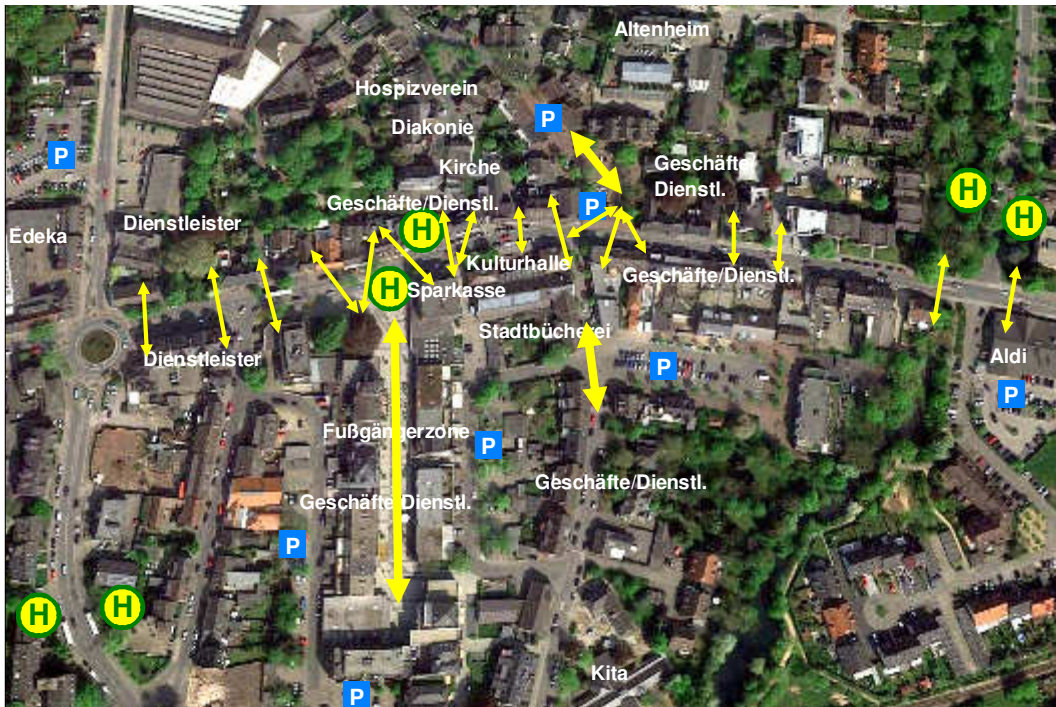 Altenheim
Hospizverein
P
Diakonie
P
Kirche
Geschäfte
Dienstl.
H
Geschäfte/Dienstl.
P
H
Dienstleister
H
Edeka
Kulturhalle
Geschäfte/Dienstl.
H
Sparkasse
Stadtbücherei
Dienstleister
P
Aldi
P
Fußgängerzone
P
Geschäfte/Dienstl.
Geschäfte/Dienstl.
P
H
H
Kita
P